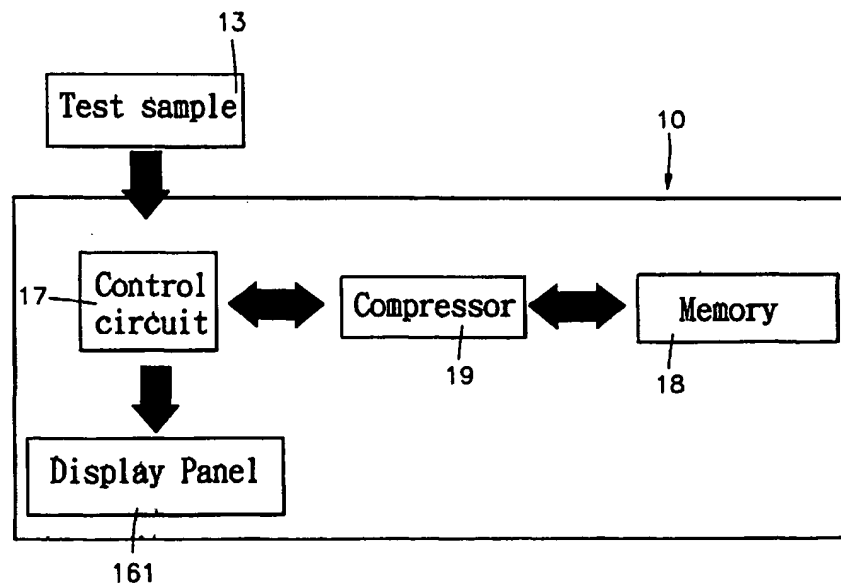 13
Test sample
10
17
Control
circuit
Compressor
19
Memory
18
Display Panel
161